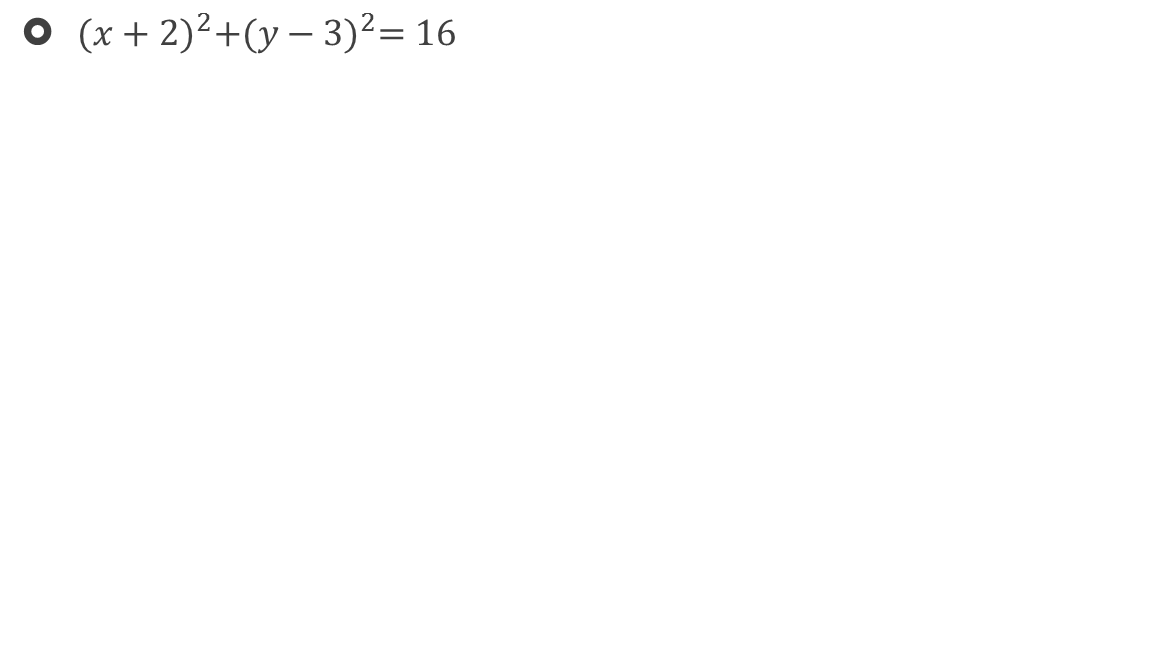 (x + 2)²+(y − 3)²= 16